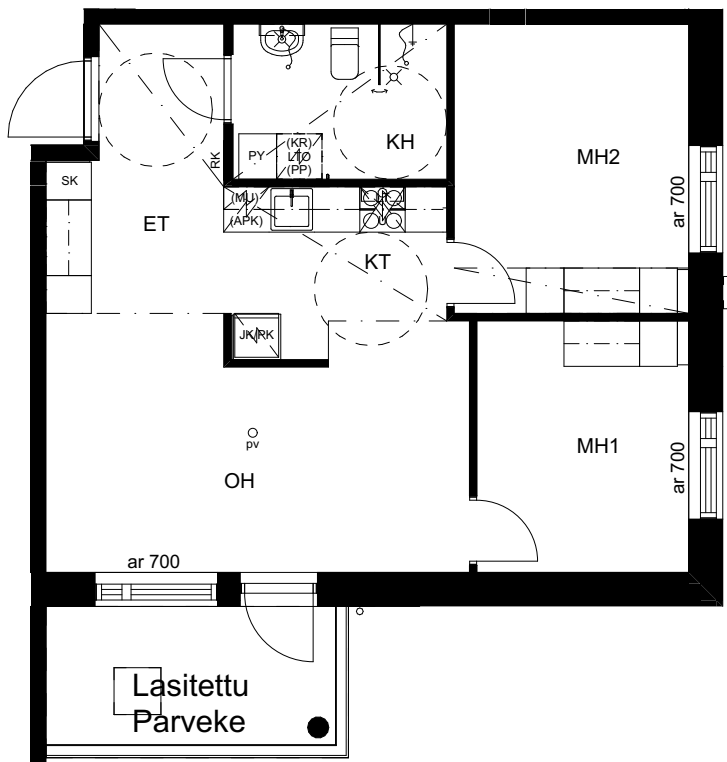 PY
(KR)
LTO
(PP)
KH
MH2
ar 700
RK
SK
(MU)
(APK)
ET
KT
JK/RK
MH1
ar 700
pv
OH
ar 700
Lasitettu
Parveke